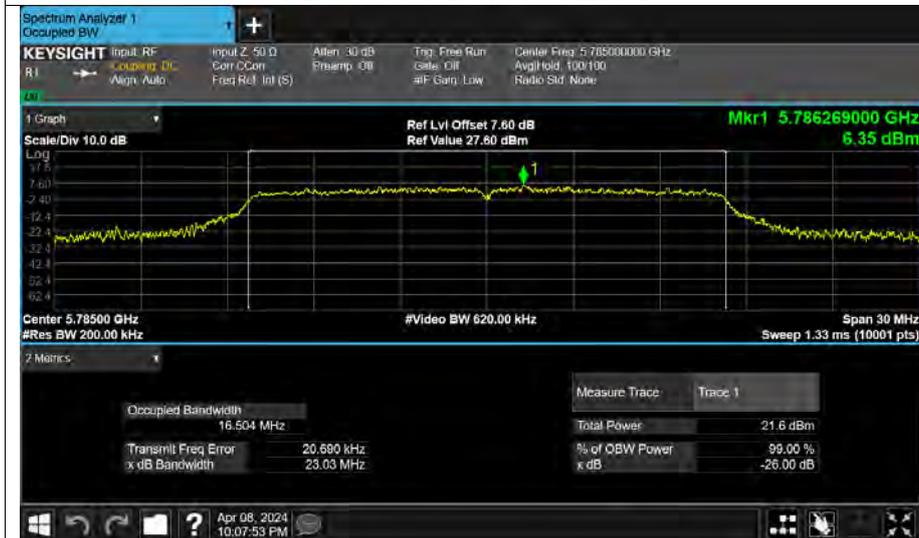 Spectrum Analyzer 1
Occupied BW
KEYSIGHT Input: RF
Coupling: DC
Align: Auto
Input Z: 50 Ω
Corr CCorr
Freq Ref: Int (S)
Atten: 30 dB
Preamp: Off
Trig: Free Run
Gate: Off
#IF Gain: Low
Center Freq: 5.785000000 GHz
Avg|Hold: 100/100
Radio Std: None
1 Graph
Scale/Div 10.0 dB
Ref Lvl Offset 7.60 dB
Ref Value 27.60 dBm
Mkr1 5.786269000 GHz
6.35 dBm
Log
17.6
7.60
-2.40
-12.4
-22.4
-32.4
-42.4
-52.4
-62.4
1
Center 5.78500 GHz
#Res BW 200.00 kHz
#Video BW 620.00 kHz
Span 30 MHz
Sweep 1.33 ms (10001 pts)
2 Metrics
Occupied Bandwidth
16.504 MHz
Transmit Freq Error 20.690 kHz
x dB Bandwidth 23.03 MHz
Measure Trace Trace 1
Total Power 21.6 dBm
% of OBW Power 99.00 %
x dB -26.00 dB
?
Apr 08, 2024
10:07:53 PM